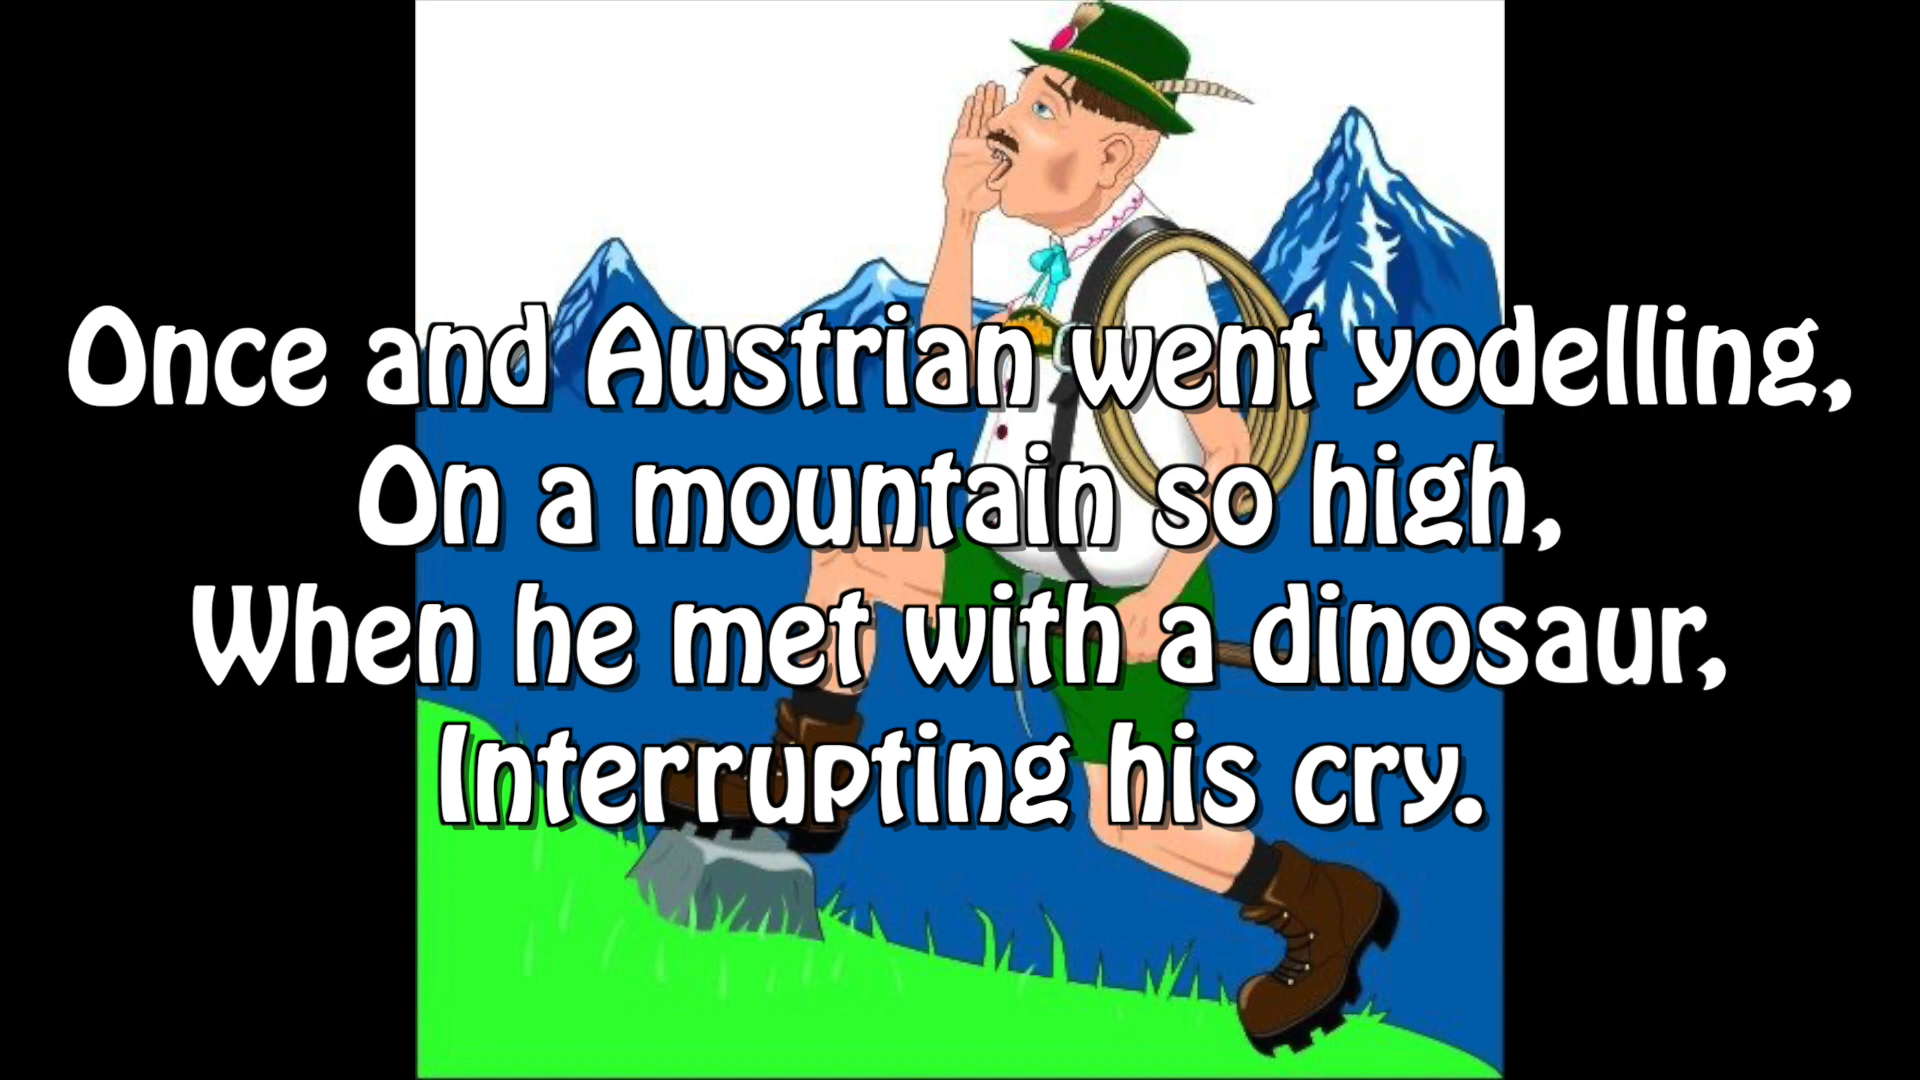 Once and Austrian went yodelling,
On a mountain so high,
When he met with a dinosaur,
Interrupting his cry.